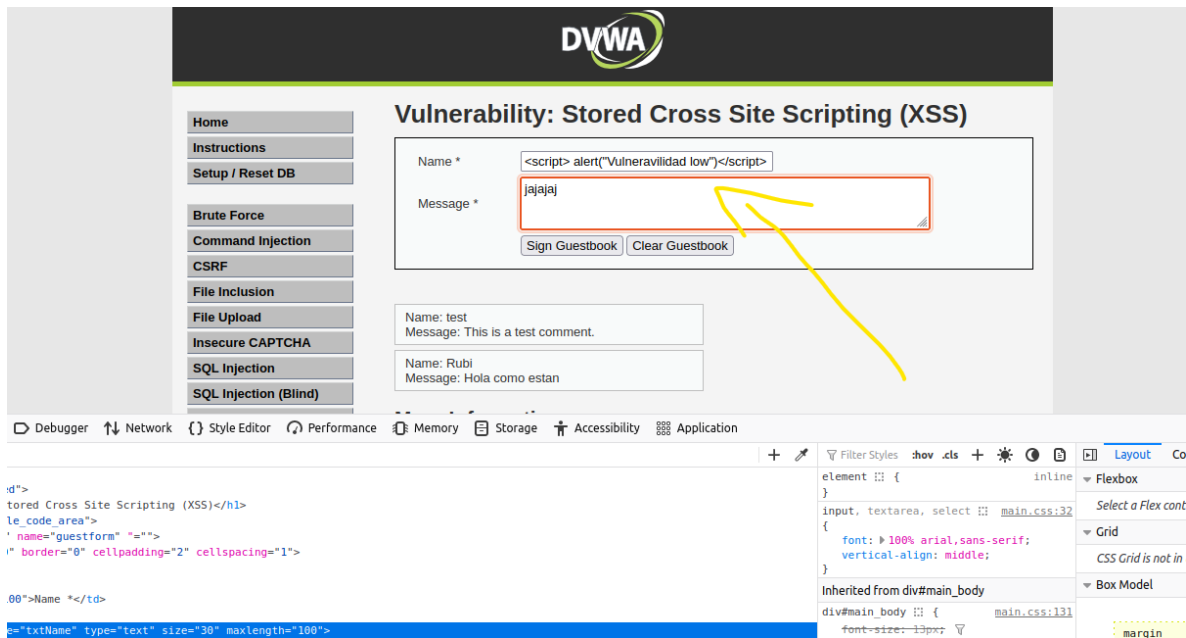 DVWA
Vulnerability: Stored Cross Site Scripting (XSS)
Home
Instructions
Setup / Reset DB
Brute Force
Command Injection
CSRF
File Inclusion
File Upload
Insecure CAPTCHA
SQL Injection
SQL Injection (Blind)
Name *
<script> alert("Vulneravilidad low")</script>
Message *
jajajaj
Sign Guestbook Clear Guestbook
Name: test
Message: This is a test comment.
Name: Rubi
Message: Hola como estan
Debugger Network {} Style Editor Performance Memory Storage Accessibility Application
Filter Styles :hov .cls + Layout Co
ed">
tored Cross Site Scripting (XSS)</h1>
le_code_area">
" name="guestform" "="">
)" border="0" cellpadding="2" cellspacing="1">
.00">Name *</td>
e="txtName" type="text" size="30" maxlength="100">
element { inline
}
input, textarea, select main.css:32
{
font: 100% arial,sans-serif;
vertical-align: middle;
}
Inherited from div#main_body
div#main_body { main.css:131
font-size: 13px;
Flexbox
Select a Flex cont
Grid
CSS Grid is not in
Box Model
margin